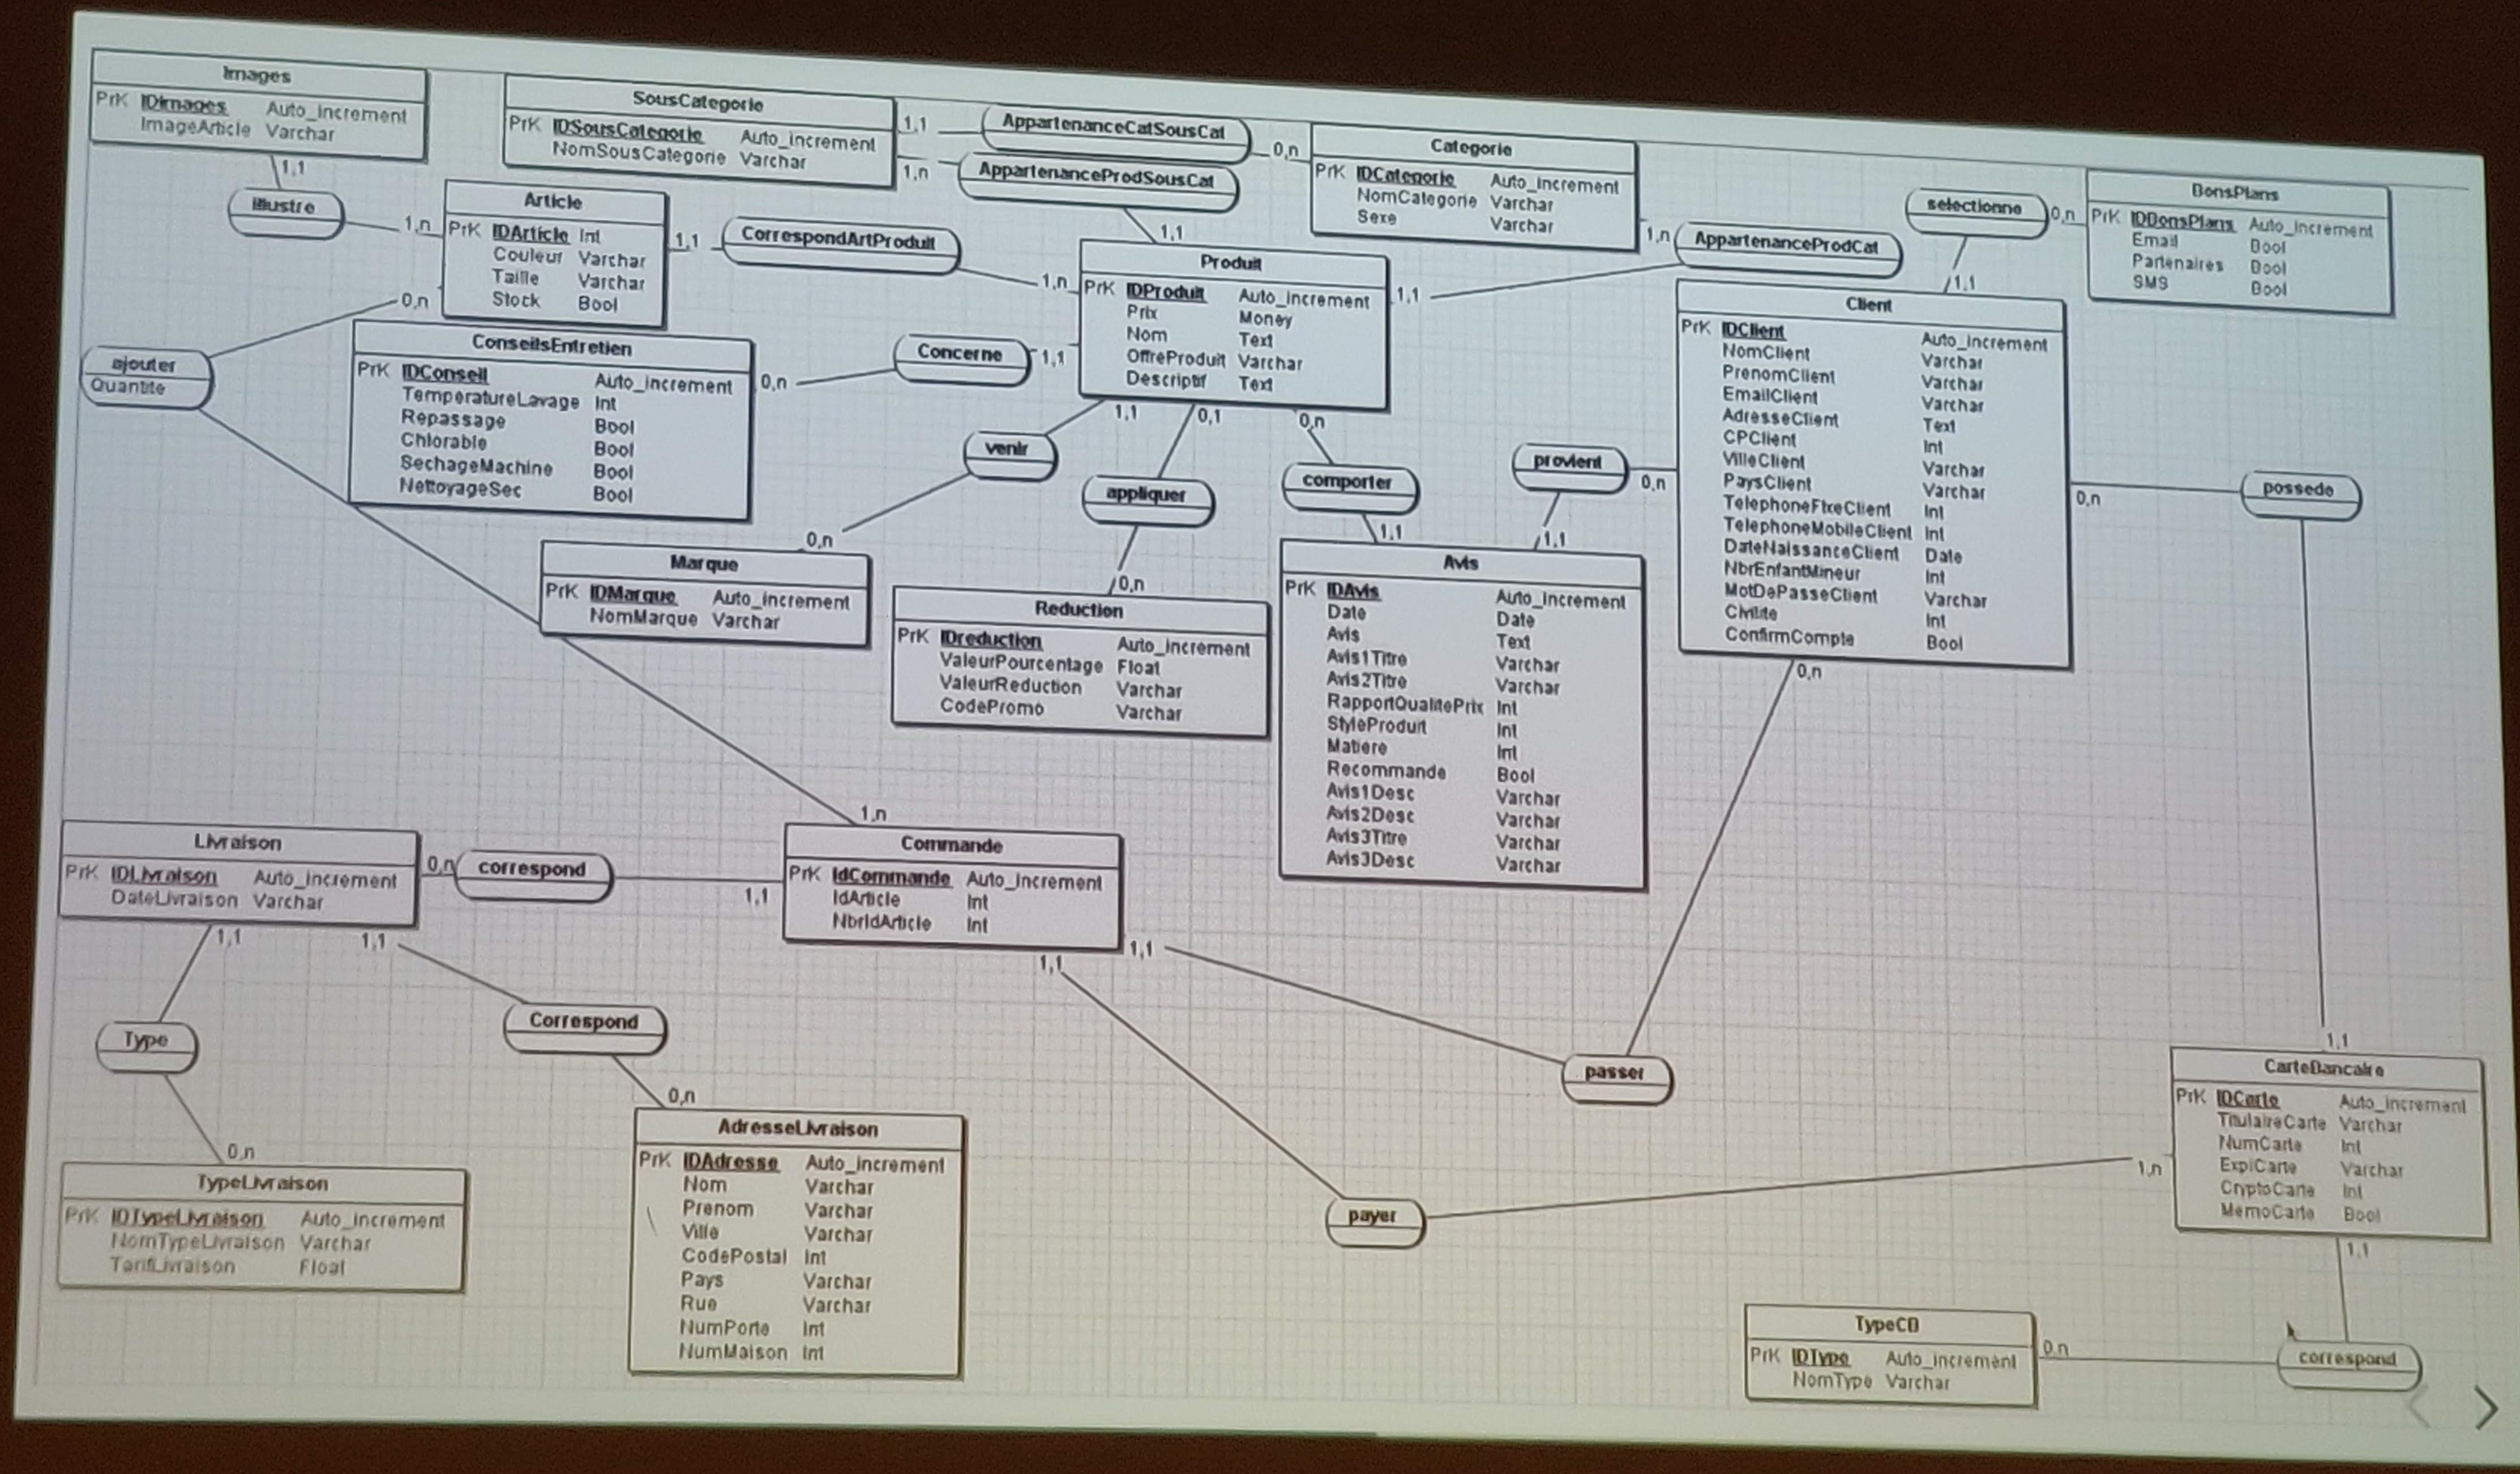 Images
PrK IDImages Auto_increment
ImageArticle Varchar
1,1
illustre
1,n
SousCategorie
PrK IDSousCategorie Auto_increment
NomSousCategorie Varchar
1,1
AppartenanceCatSousCat
0,n
1,n
AppartenanceProdSousCat
1,1
Categorie
PrK IDCategorie Auto_increment
NomCategorie Varchar
Sexe Varchar
1,n
AppartenanceProdCat
1,1
selectionne
0,n
1,1
BonsPlans
PrK IDBonsPlans Auto_increment
Email Bool
Partenaires Bool
SMS Bool
Article
PrK IDArticle Int
Couleur Varchar
Taille Varchar
Stock Bool
1,1
CorrespondArtProduit
1,n
0,n
ajouter
Quantite
Produit
PrK IDProduit Auto_increment
Prix Money
Nom Text
OffreProduit Varchar
Descriptif Text
Client
PrK IDClient Auto_increment
NomClient Varchar
PrenomClient Varchar
EmailClient Varchar
AdresseClient Text
CPClient Int
VilleClient Varchar
PaysClient Varchar
TelephoneFixeClient Int
TelephoneMobileClient Int
DateNaissanceClient Date
NbrEnfantMineur Int
MotDePasseClient Varchar
Civilite Int
ConfirmCompte Bool
ConseilsEntretien
PrK IDConseil Auto_increment
TemperatureLavage Int
Repassage Bool
Chlorable Bool
SechageMachine Bool
NettoyageSec Bool
0,n
Concerne
1,1
1,1
venir
0,n
0,1
appliquer
0,n
0,n
comporter
1,1
provient
0,n
1,1
0,n
possede
1,1
Marque
PrK IDMarque Auto_increment
NomMarque Varchar
Reduction
PrK IDreduction Auto_increment
ValeurPourcentage Float
ValeurReduction Varchar
CodePromo Varchar
Avis
PrK IDAvis Auto_increment
Date Date
Avis Text
Avis1Titre Varchar
Avis2Titre Varchar
RapportQualitePrix Int
StyleProduit Int
Matiere Int
Recommande Bool
Avis1Desc Varchar
Avis2Desc Varchar
Avis3Titre Varchar
Avis3Desc Varchar
0,n
1,n
Livraison
PrK IDLivraison Auto_increment
DateLivraison Varchar
0,n
correspond
1,1
Commande
PrK IdCommande Auto_increment
IdArticle Int
NbrIdArticle Int
1,1
1,1
1,1
1,1
Type
Correspond
passer
0,n
0,n
TypeLivraison
PrK IDTypeLivraison Auto_increment
NomTypeLivraison Varchar
TarifLivraison Float
AdresseLivraison
PrK IDAdresse Auto_increment
Nom Varchar
Prenom Varchar
Ville Varchar
CodePostal Int
Pays Varchar
Rue Varchar
NumPorte Int
NumMaison Int
payer
1,n
CarteBancaire
PrK IDCarte Auto_increment
TitulaireCarte Varchar
NumCarte Int
ExpiCarte Varchar
CryptoCarte Int
MemoCarte Bool
1,1
TypeCB
PrK IDType Auto_increment
NomType Varchar
0,n
correspond